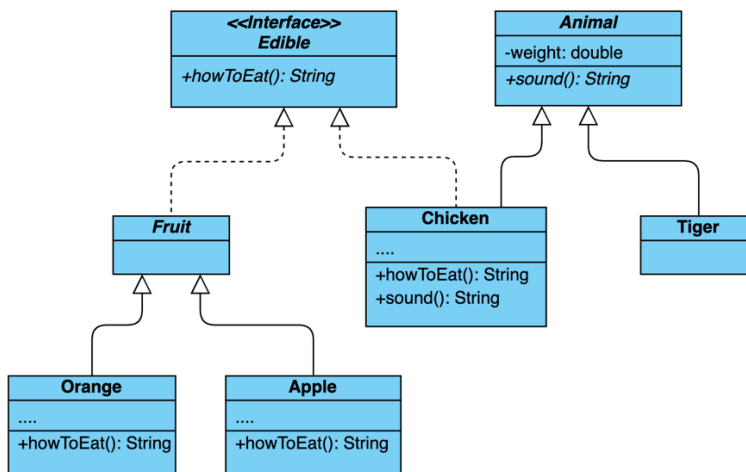 <<Interface>>
Edible
+howToEat(): String
Animal
-weight: double
+sound(): String
Fruit
Chicken
....
+howToEat(): String
+sound(): String
Tiger
Orange
....
+howToEat(): String
Apple
....
+howToEat(): String